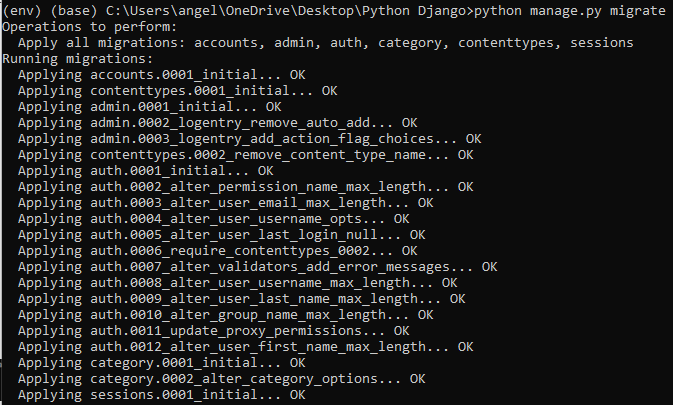 (env) (base) C:\Users\angel\OneDrive\Desktop\Python Django>python manage.py migrate
Operations to perform:
  Apply all migrations: accounts, admin, auth, category, contenttypes, sessions
Running migrations:
  Applying accounts.0001_initial... OK
  Applying contenttypes.0001_initial... OK
  Applying admin.0001_initial... OK
  Applying admin.0002_logentry_remove_auto_add... OK
  Applying admin.0003_logentry_add_action_flag_choices... OK
  Applying contenttypes.0002_remove_content_type_name... OK
  Applying auth.0001_initial... OK
  Applying auth.0002_alter_permission_name_max_length... OK
  Applying auth.0003_alter_user_email_max_length... OK
  Applying auth.0004_alter_user_username_opts... OK
  Applying auth.0005_alter_user_last_login_null... OK
  Applying auth.0006_require_contenttypes_0002... OK
  Applying auth.0007_alter_validators_add_error_messages... OK
  Applying auth.0008_alter_user_username_max_length... OK
  Applying auth.0009_alter_user_last_name_max_length... OK
  Applying auth.0010_alter_group_name_max_length... OK
  Applying auth.0011_update_proxy_permissions... OK
  Applying auth.0012_alter_user_first_name_max_length... OK
  Applying category.0001_initial... OK
  Applying category.0002_alter_category_options... OK
  Applying sessions.0001_initial... OK